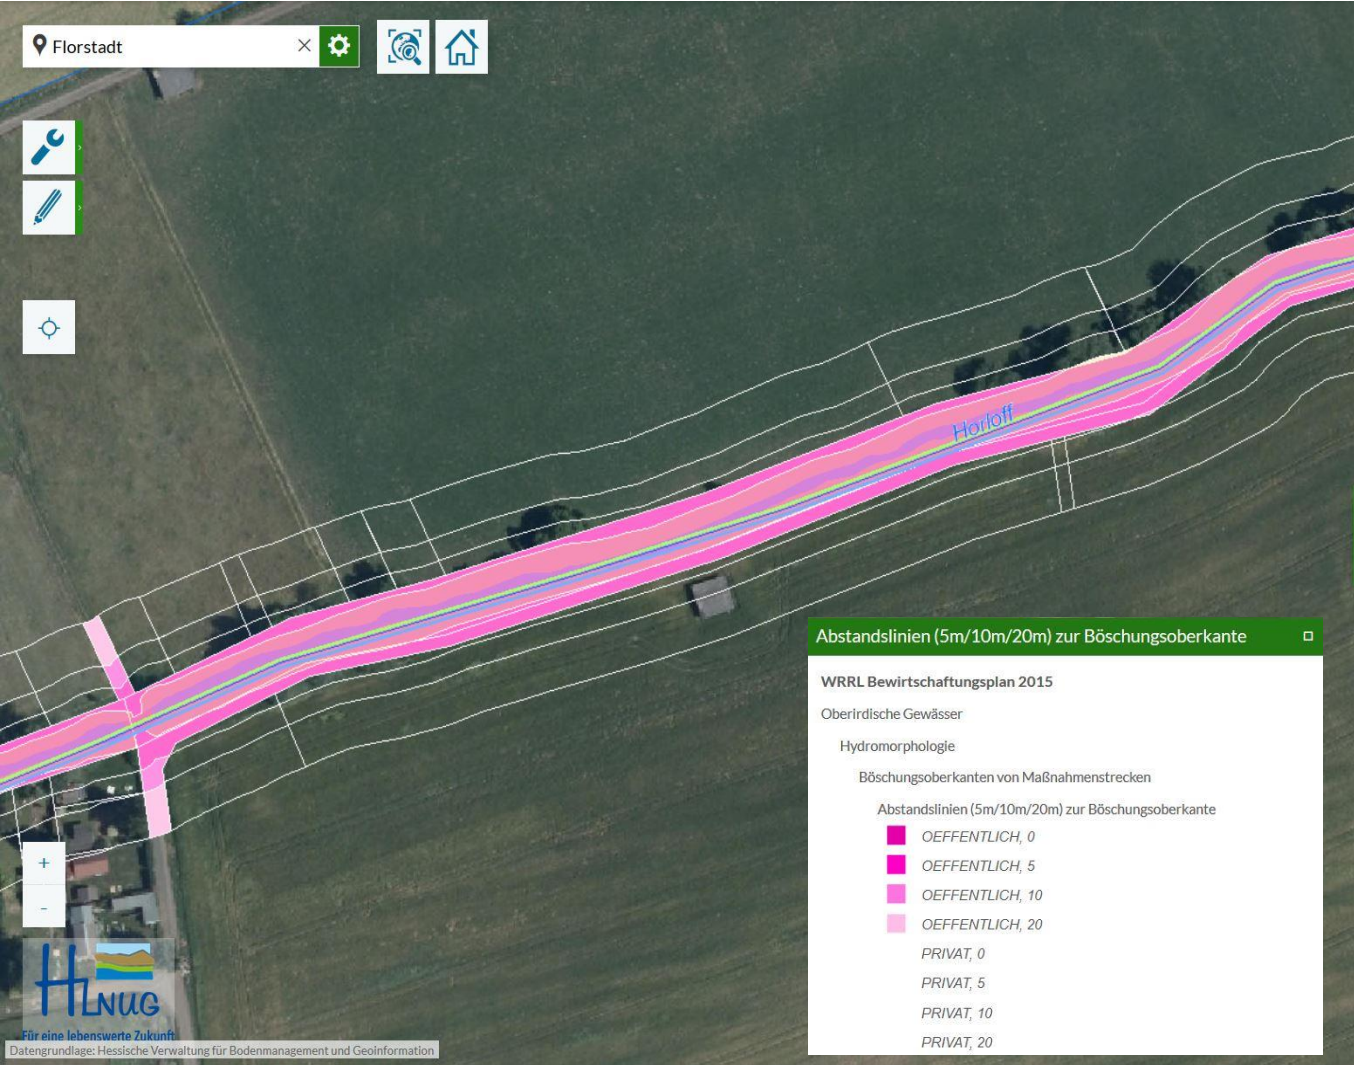 Florstadt
Horloff
Abstandslinien (5m/10m/20m) zur Böschungsoberkante
WRRL Bewirtschaftungsplan 2015
Oberirdische Gewässer
Hydromorphologie
Böschungsoberkanten von Maßnahmenstrecken
Abstandslinien (5m/10m/20m) zur Böschungsoberkante
OEFFENTLICH, 0
OEFFENTLICH, 5
OEFFENTLICH, 10
OEFFENTLICH, 20
PRIVAT, 0
PRIVAT, 5
PRIVAT, 10
PRIVAT, 20
+
-
HLNUG
Für eine lebenswerte Zukunft
Datengrundlage: Hessische Verwaltung für Bodenmanagement und Geoinformation